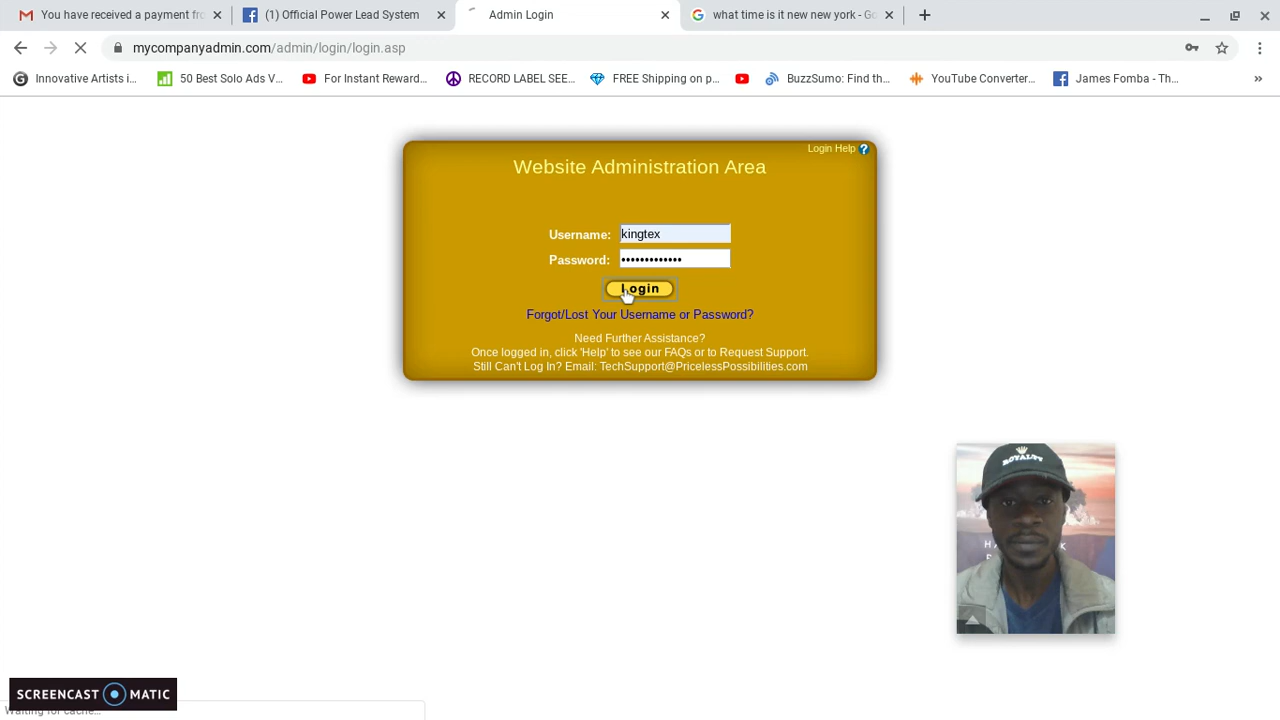 You have received a payment fro
(1) Official Power Lead System
Admin Login
what time is it new new york - Go
mycompanyadmin.com/admin/login/login.asp
Innovative Artists i...
50 Best Solo Ads V...
For Instant Reward...
RECORD LABEL SEE...
FREE Shipping on p...
BuzzSumo: Find th...
YouTube Converter...
James Fomba - Th...
»
Login Help ?
Website Administration Area
Username: kingtex
Password: •••••••••••••
Login
Forgot/Lost Your Username or Password?
Need Further Assistance?
Once logged in, click 'Help' to see our FAQs or to Request Support.
Still Can't Log In? Email: TechSupport@PricelessPossibilities.com
ROYALTY
SCREENCAST MATIC
Waiting for cache...